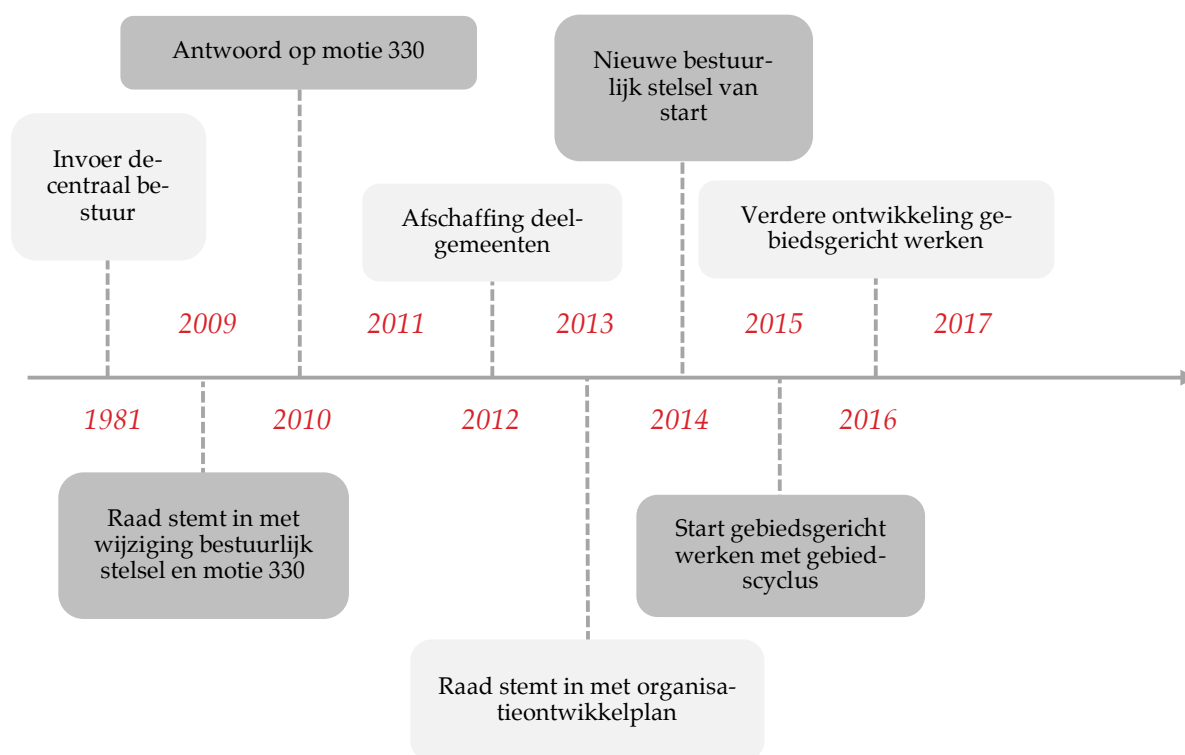 Antwoord op motie 330
Nieuwe bestuur-
lijk stelsel van
start
Invoer de-
centraal be-
stuur
Afschaffing deel-
gemeenten
Verdere ontwikkeling ge-
biedsgericht werken
2009
2011
2013
2015
2017
1981
2010
2012
2014
2016
Raad stemt in met
wijziging bestuurlijk
stelsel en motie 330
Start gebiedsgericht
werken met gebied-
scyclus
Raad stemt in met organisa-
tieontwikkelplan